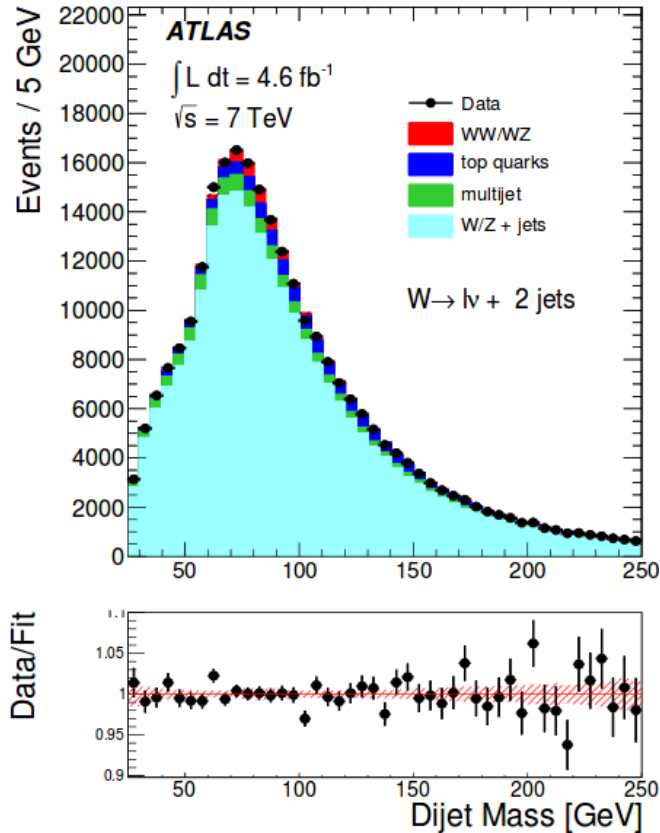 ATLAS
∫ L dt = 4.6 fb⁻¹
√s = 7 TeV
Data
WW/WZ
top quarks
multijet
W/Z + jets
W→ lν + 2 jets
Events / 5 GeV
22000
20000
18000
16000
14000
12000
10000
8000
6000
4000
2000
0
50
100
150
200
250
Data/Fit
1.1
1.05
1
0.95
0.9
50
100
150
200
250
Dijet Mass [GeV]